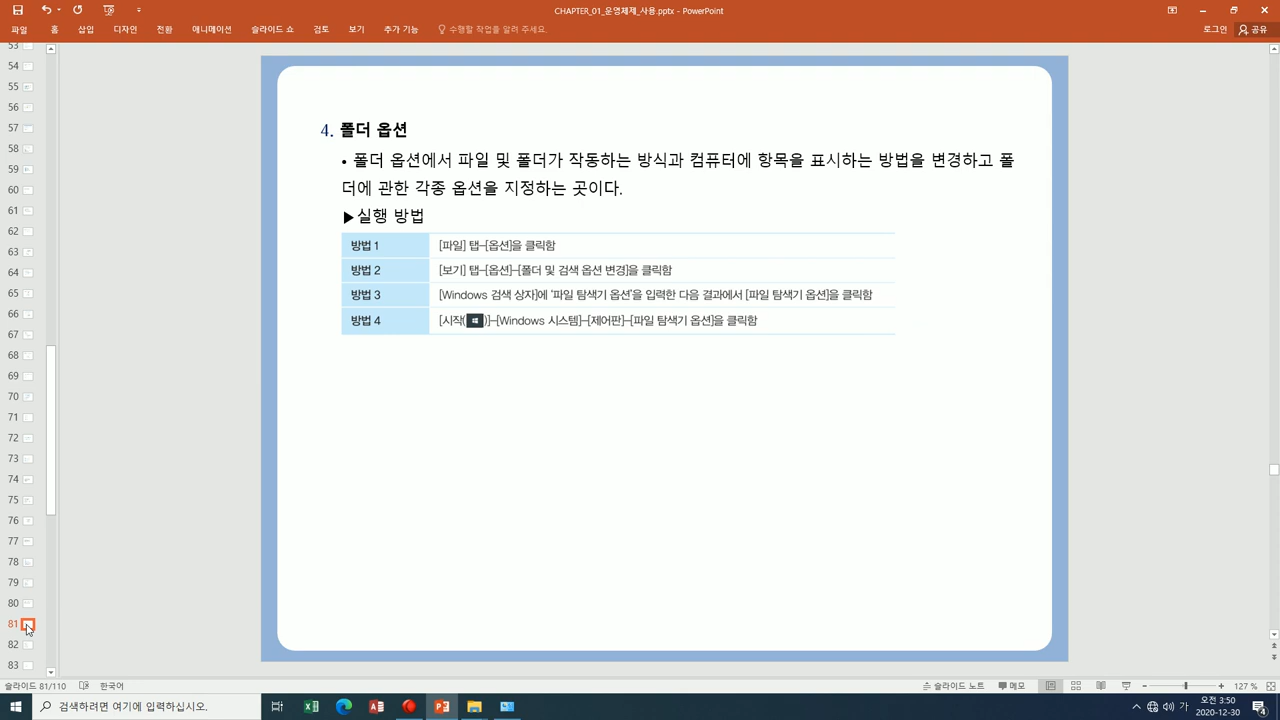 CHAPTER_01_운영체제_사용.pptx - PowerPoint
파일 홈 삽입 디자인 전환 애니메이션 슬라이드 쇼 검토 보기 추가 기능 수행할 작업을 알려 주세요. 로그인 공유
53
54
55
56
57
58
59
60
61
62
63
64
65
66
67
68
69
70
71
72
73
74
75
76
77
78
79
80
81
82
83
4. 폴더 옵션
• 폴더 옵션에서 파일 및 폴더가 작동하는 방식과 컴퓨터에 항목을 표시하는 방법을 변경하고 폴
더에 관한 각종 옵션을 지정하는 곳이다.
▶실행 방법
방법 1 [파일] 탭-[옵션]을 클릭함
방법 2 [보기] 탭-[옵션]-[폴더 및 검색 옵션 변경]을 클릭함
방법 3 [Windows 검색 상자]에 '파일 탐색기 옵션'을 입력한 다음 결과에서 [파일 탐색기 옵션]을 클릭함
방법 4 [시작()]-[Windows 시스템]-[제어판]-[파일 탐색기 옵션]을 클릭함
슬라이드 81/110 한국어 슬라이드 노트 메모 127 %
검색하려면 여기에 입력하십시오. 가 오전 3:50
2020-12-30 4